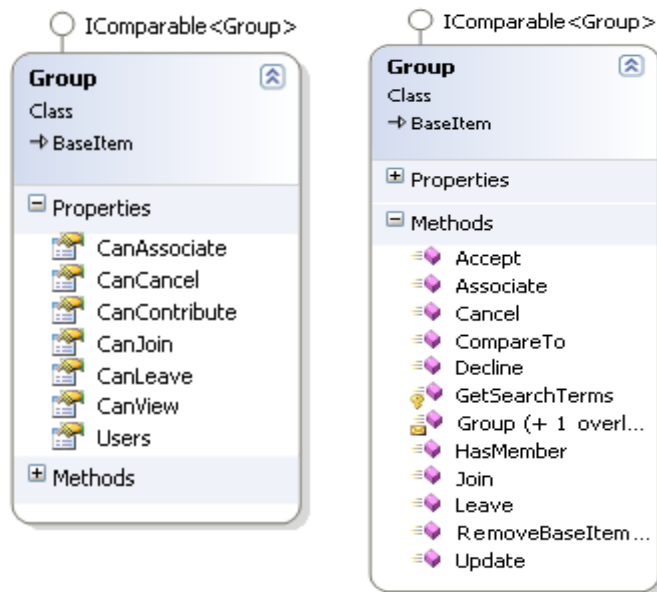 IComparable<Group>
Group
Class
BaseItem
Properties
CanAssociate
CanCancel
CanContribute
CanJoin
CanLeave
CanView
Users
Methods
IComparable<Group>
Group
Class
BaseItem
Properties
Methods
Accept
Associate
Cancel
CompareTo
Decline
GetSearchTerms
Group (+ 1 overl...
HasMember
Join
Leave
RemoveBaseItem...
Update